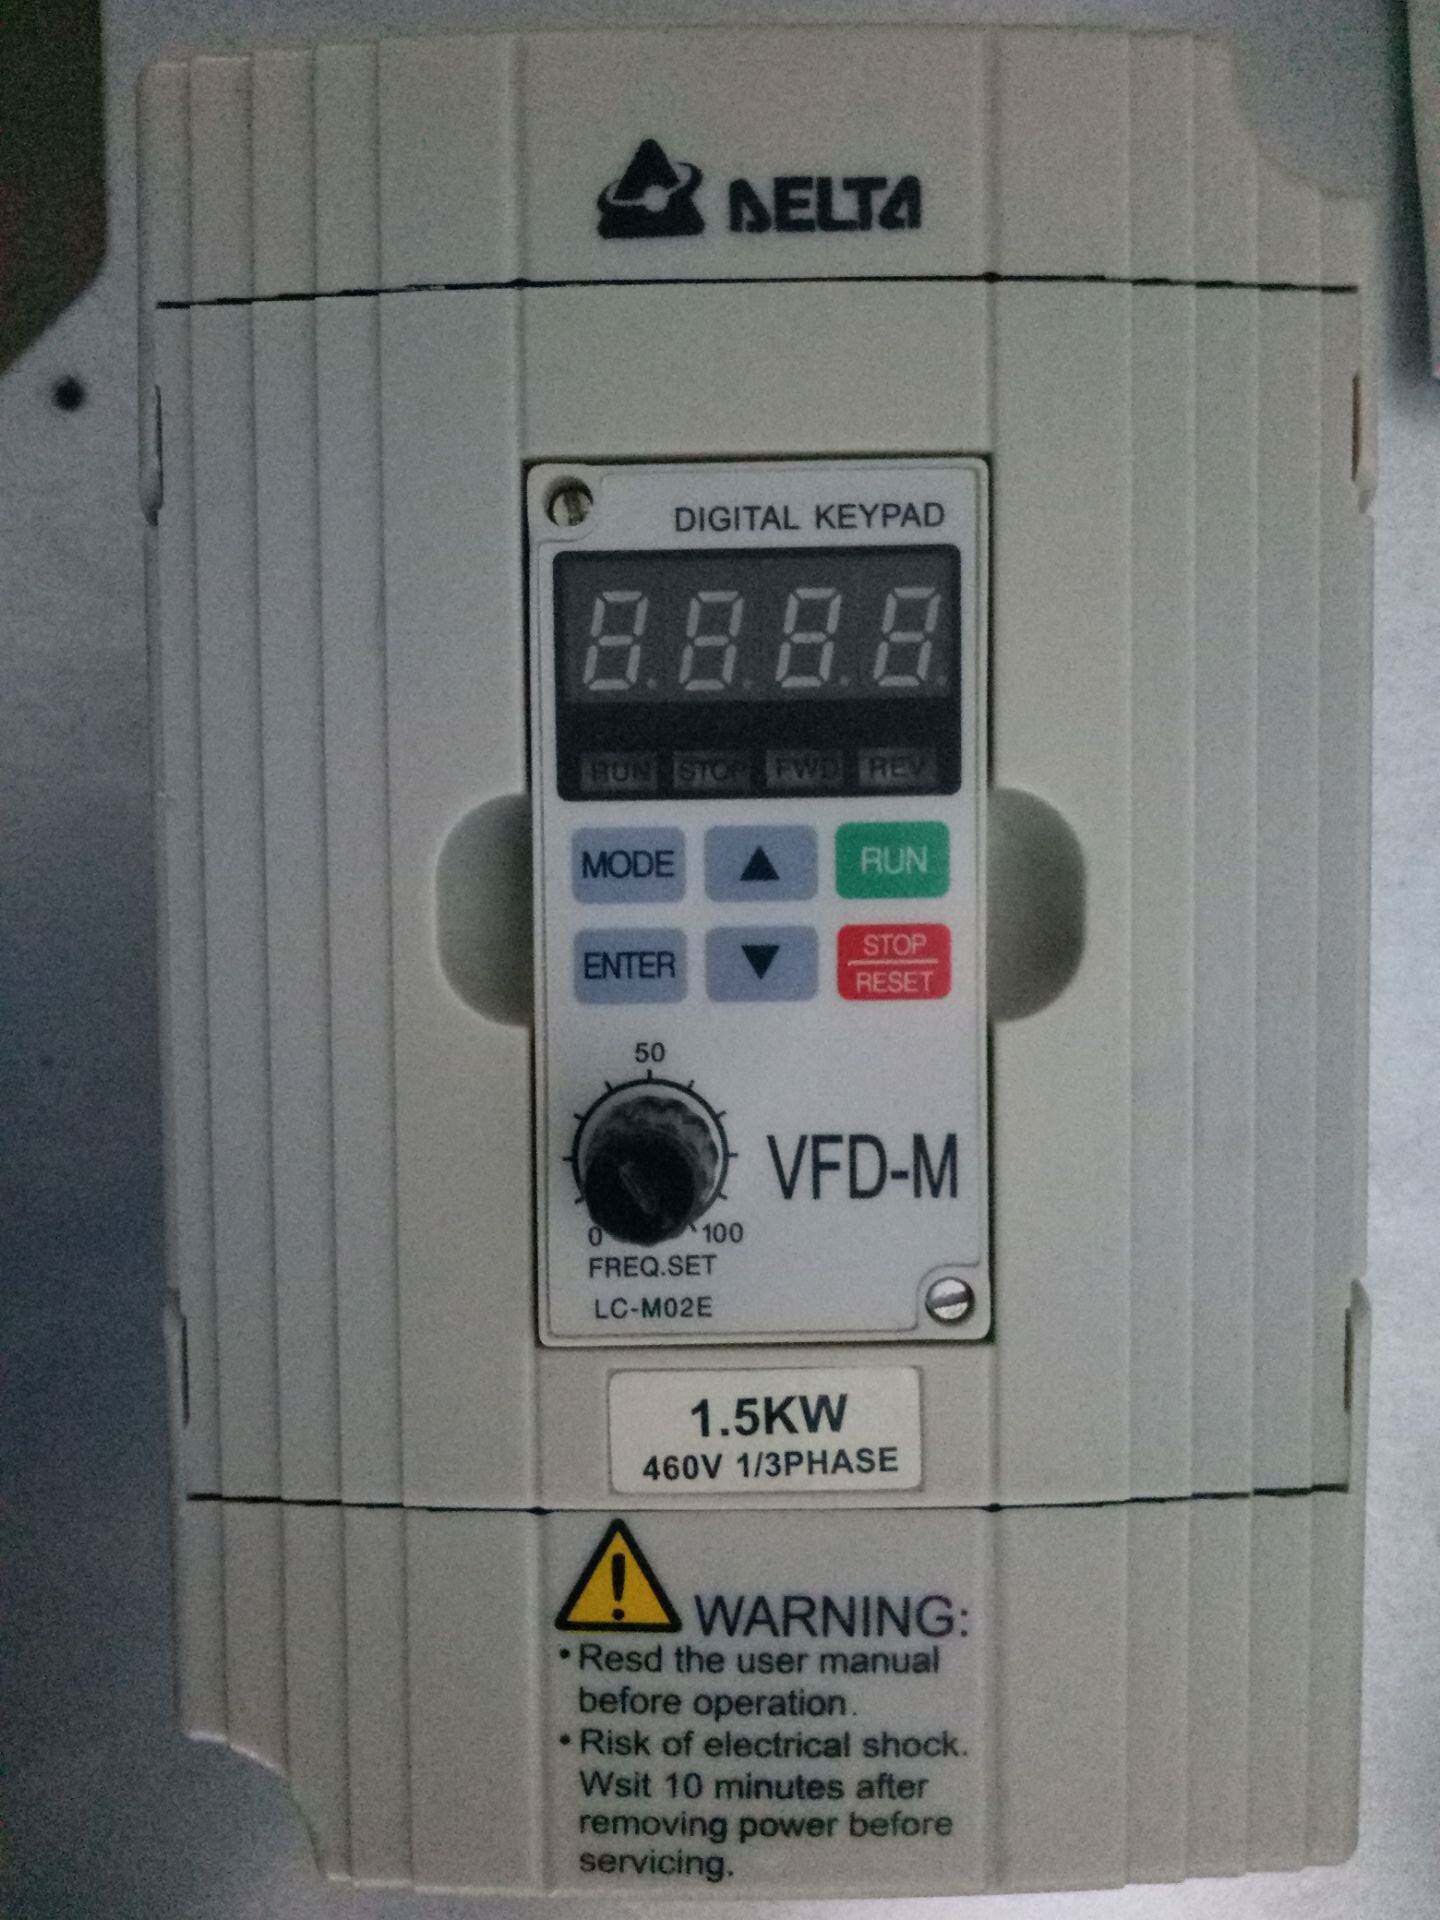 DELTA
DIGITAL KEYPAD
RUN STOP FWD REV
MODE ▲ RUN
ENTER ▼ STOP
RESET
50
0 100
VFD-M
FREQ.SET
LC-M02E
1.5KW
460V 1/3PHASE
WARNING:
•Resd the user manual
before operation.
•Risk of electrical shock.
Wsit 10 minutes after
removing power before
servicing.